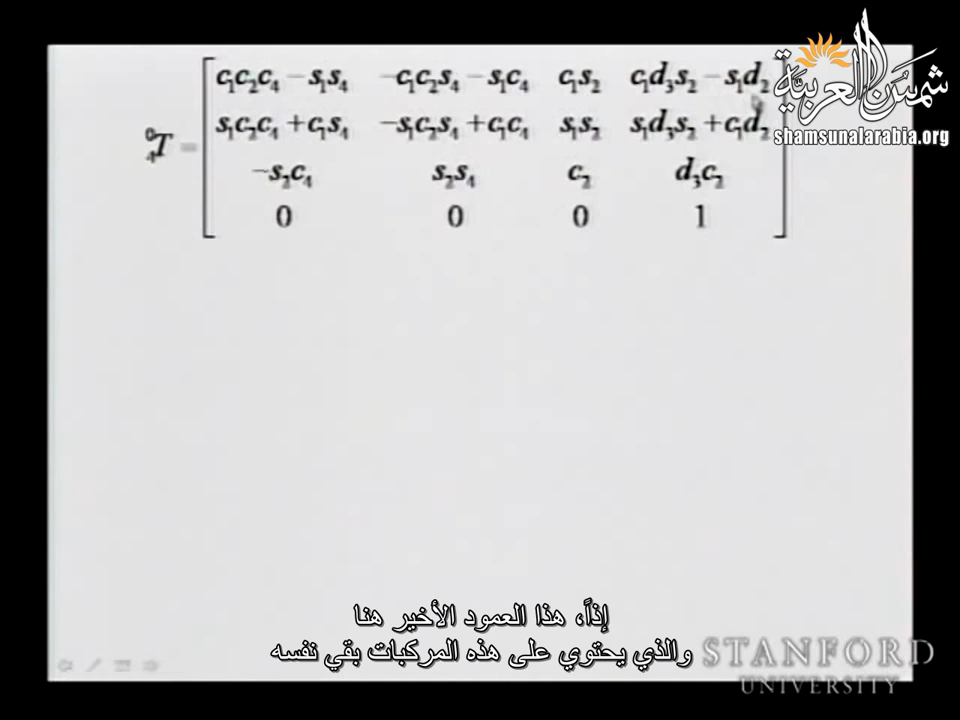 شمس العربية
shamsunalarabia.org
⁰₄T = [ c₁c₂c₄ − s₁s₄   −c₁c₂s₄ − s₁c₄   c₁s₂   c₁d₃s₂ − s₁d₂
s₁c₂c₄ + c₁s₄   −s₁c₂s₄ + c₁c₄   s₁s₂   s₁d₃s₂ + c₁d₂
−s₂c₄   s₂s₄   c₂   d₃c₂
0   0   0   1 ]
إذاً، هذا العمود الأخير هنا
والذي يحتوي على هذه المركبات بقي نفسه
STANFORD
UNIVERSITY